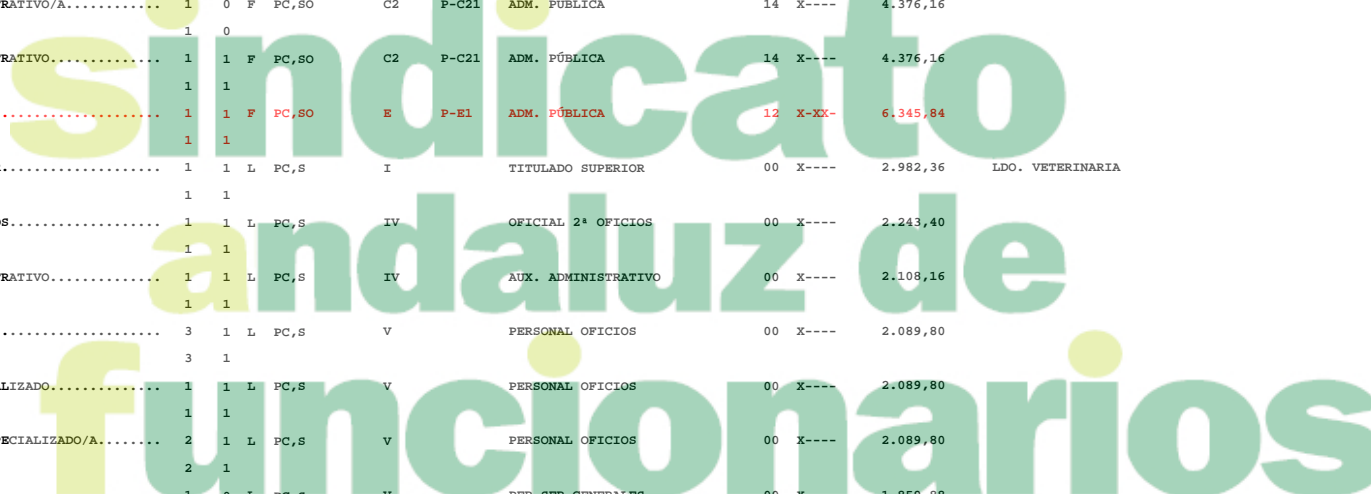 RATIVO/A............ 1 0 F PC,SO C2 P-C21 ADM. PÚBLICA 14 X---- 4.376,16
1 0
RATIVO.............. 1 1 F PC,SO C2 P-C21 ADM. PÚBLICA 14 X---- 4.376,16
1 1
.................... 1 1 F PC,SO E P-E1 ADM. PÚBLICA 12 X-XX- 6.345,84
1 1
.................... 1 1 L PC,S I TITULADO SUPERIOR 00 X---- 2.982,36 LDO. VETERINARIA
1 1
OS................... 1 1 L PC,S IV OFICIAL 2ª OFICIOS 00 X---- 2.243,40
1 1
RATIVO.............. 1 1 L PC,S IV AUX. ADMINISTRATIVO 00 X---- 2.108,16
1 1
.................... 3 1 L PC,S V PERSONAL OFICIOS 00 X---- 2.089,80
3 1
LIZADO.............. 1 1 L PC,S V PERSONAL OFICIOS 00 X---- 2.089,80
1 1
ECIALIZADO/A........ 2 1 L PC,S V PERSONAL OFICIOS 00 X---- 2.089,80
2 1
sindicato
andaluz de
funcionarios